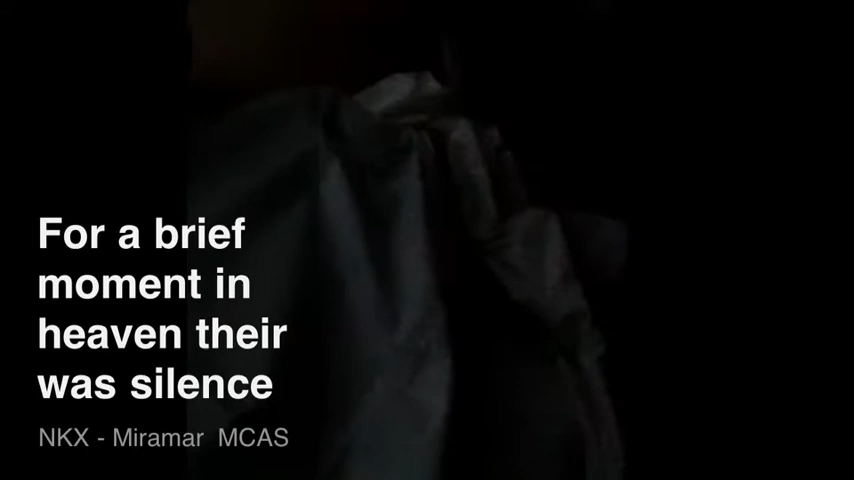 For a brief
moment in
heaven their
was silence
NKX - Miramar  MCAS